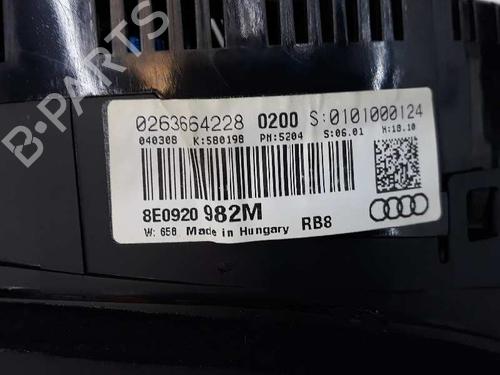 B-PARTS
0263664228 0200 S:0101000124
040308 K:580198 PN:5204 S:06.01 H:18.10
8E0920 982M
W: 658 Made in Hungary RB8